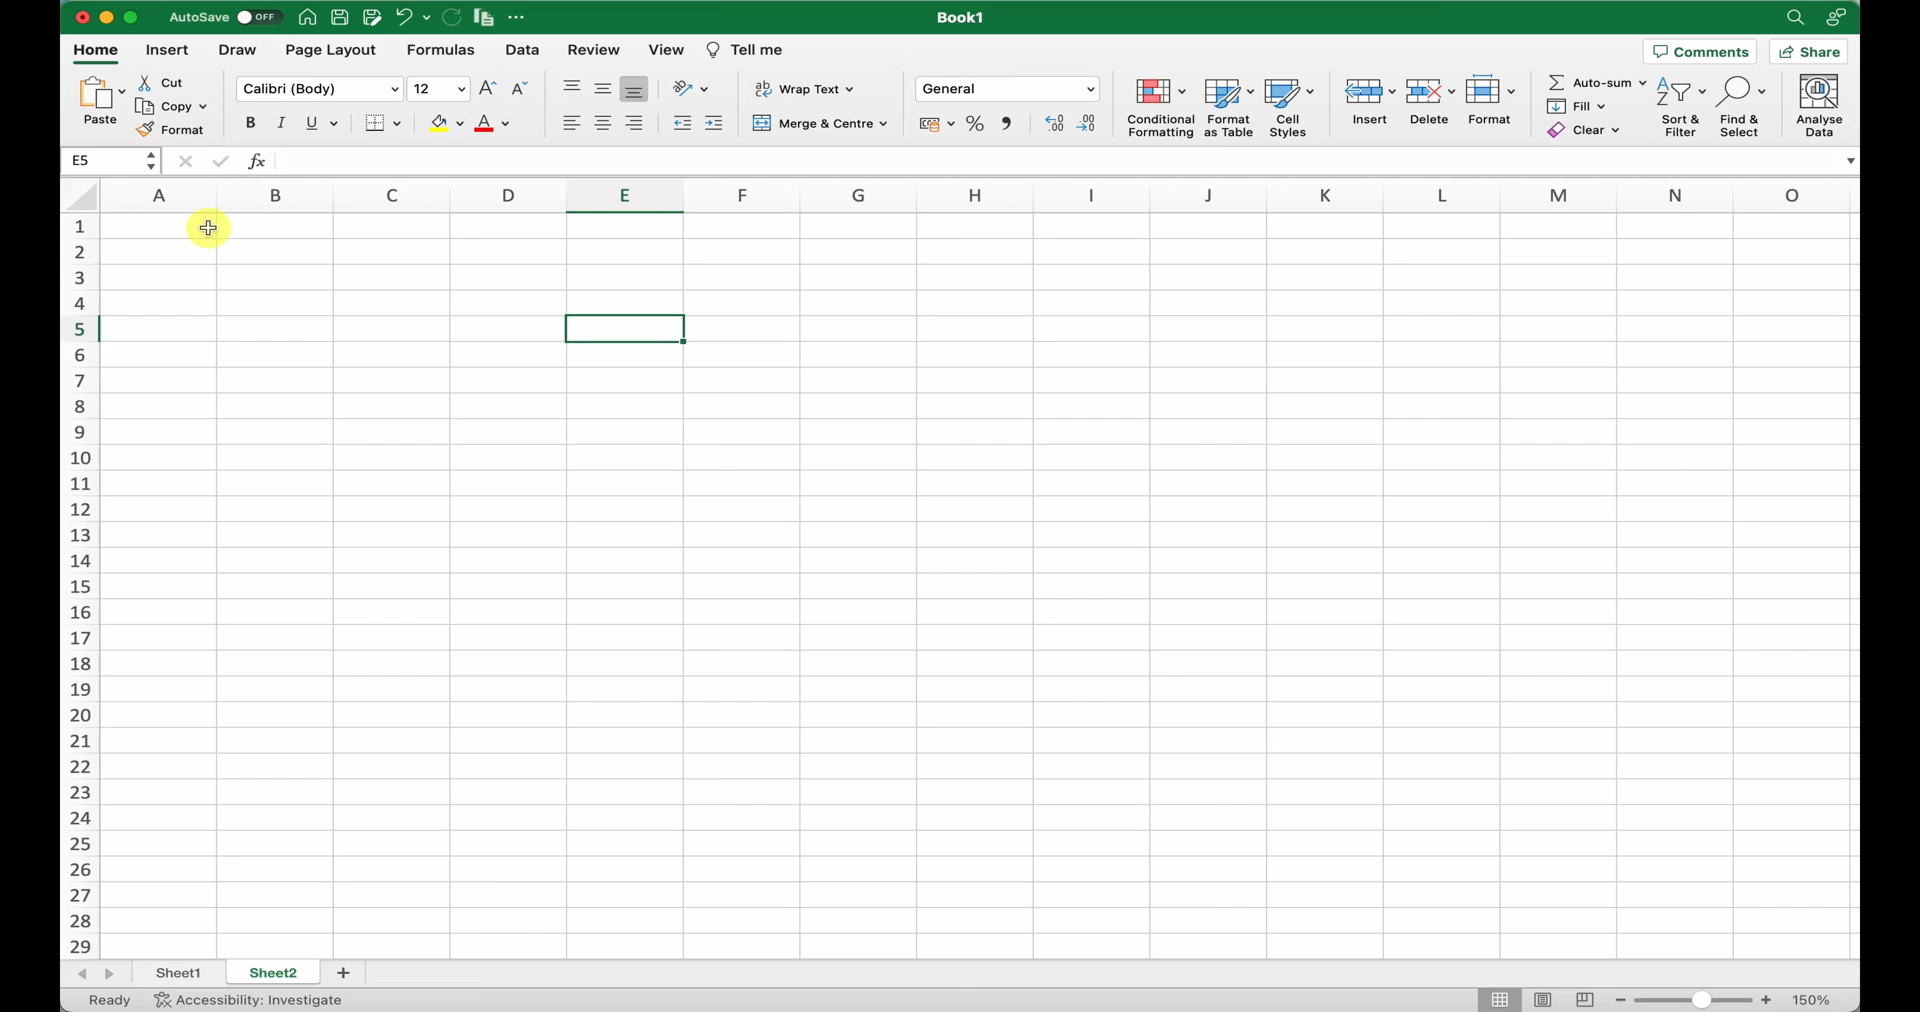 AutoSave OFF Book1
Home Insert Draw Page Layout Formulas Data Review View Tell me Comments Share
Paste Cut Copy Format
Calibri (Body) 12
B I U A
ab Wrap Text
Merge & Centre
General
% 9
Conditional Formatting
Format as Table
Cell Styles
Insert Delete Format
Auto-sum
Fill
Clear
Sort & Filter
Find & Select
Analyse Data
E5 fx
A B C D E F G H I J K L M N O
1
2
3
4
5
6
7
8
9
10
11
12
13
14
15
16
17
18
19
20
21
22
23
24
25
26
27
28
29
Sheet1 Sheet2 +
Ready Accessibility: Investigate 150%